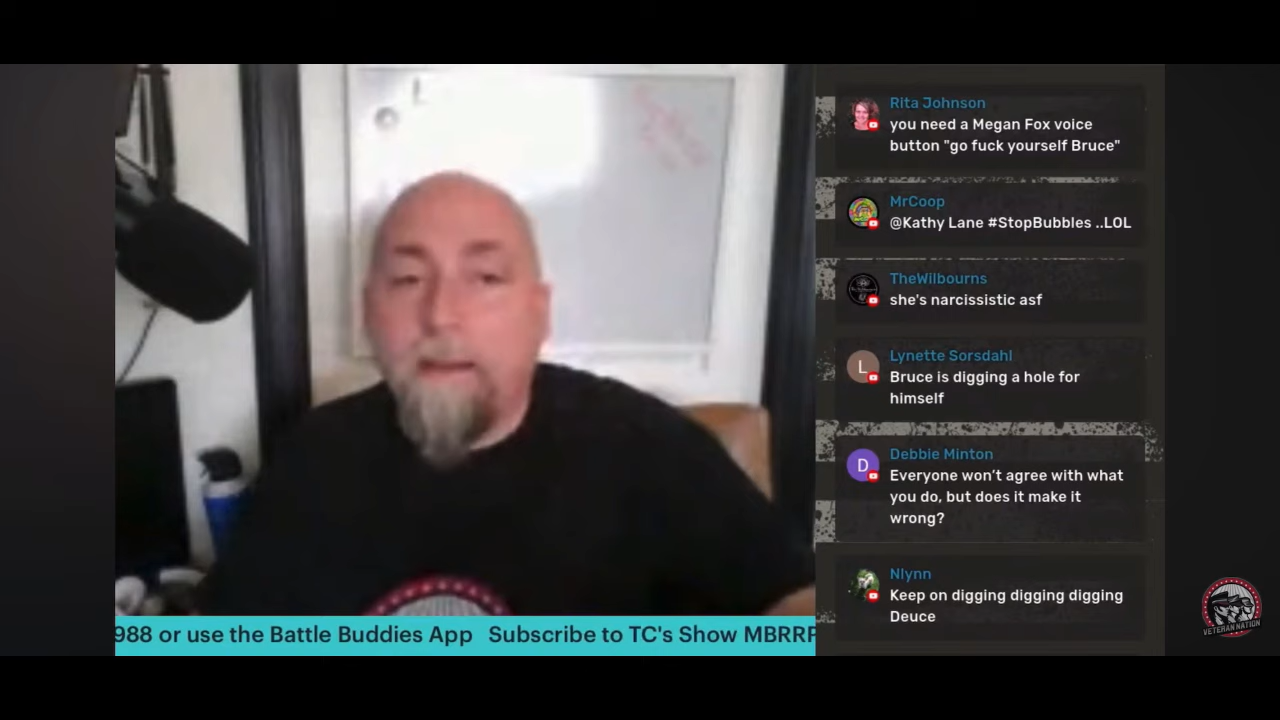 Rita Johnson
you need a Megan Fox voice
button "go fuck yourself Bruce"
MrCoop
@Kathy Lane #StopBubbles ..LOL
TheWilbourns
she's narcissistic asf
L
Lynette Sorsdahl
Bruce is digging a hole for
himself
D
Debbie Minton
Everyone won't agree with what
you do, but does it make it
wrong?
Nlynn
Keep on digging digging digging
Deuce
988 or use the Battle Buddies App Subscribe to TC's Show MBRRF
VETERAN NATION